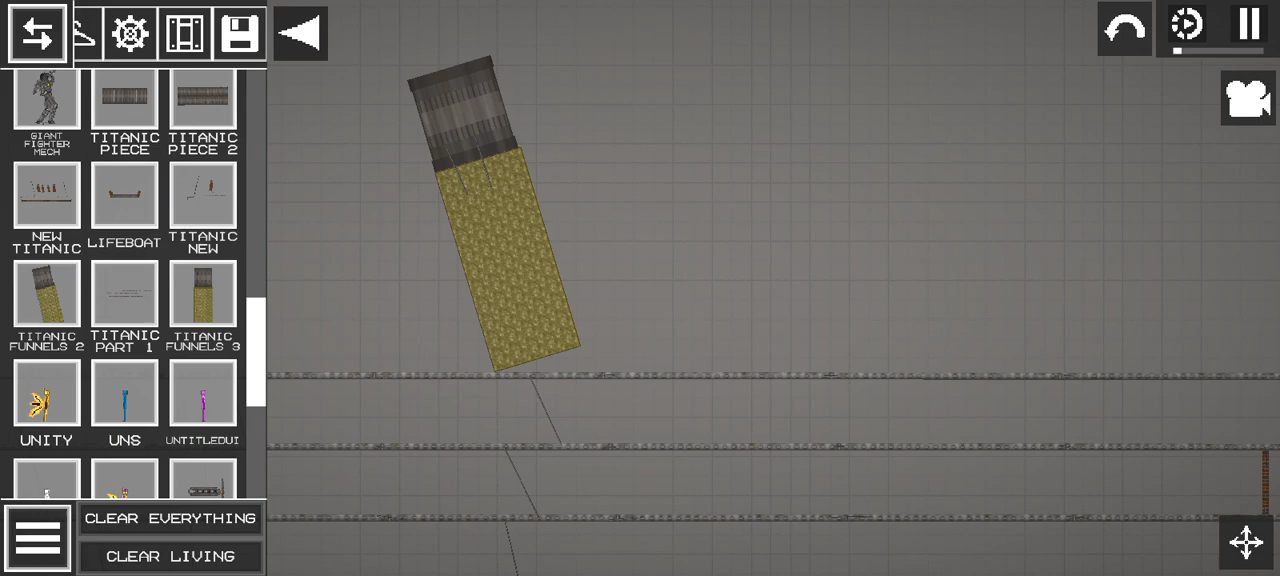 GIANT
FIGHTER
MECH
TITANIC
PIECE
TITANIC
PIECE 2
NEW
TITANIC
LIFEBOAT
TITANIC
NEW
TITANIC
FUNNELS 2
TITANIC
PART 1
TITANIC
FUNNELS 3
UNITY
UNS
UNTITLEDUI
CLEAR EVERYTHING
CLEAR LIVING